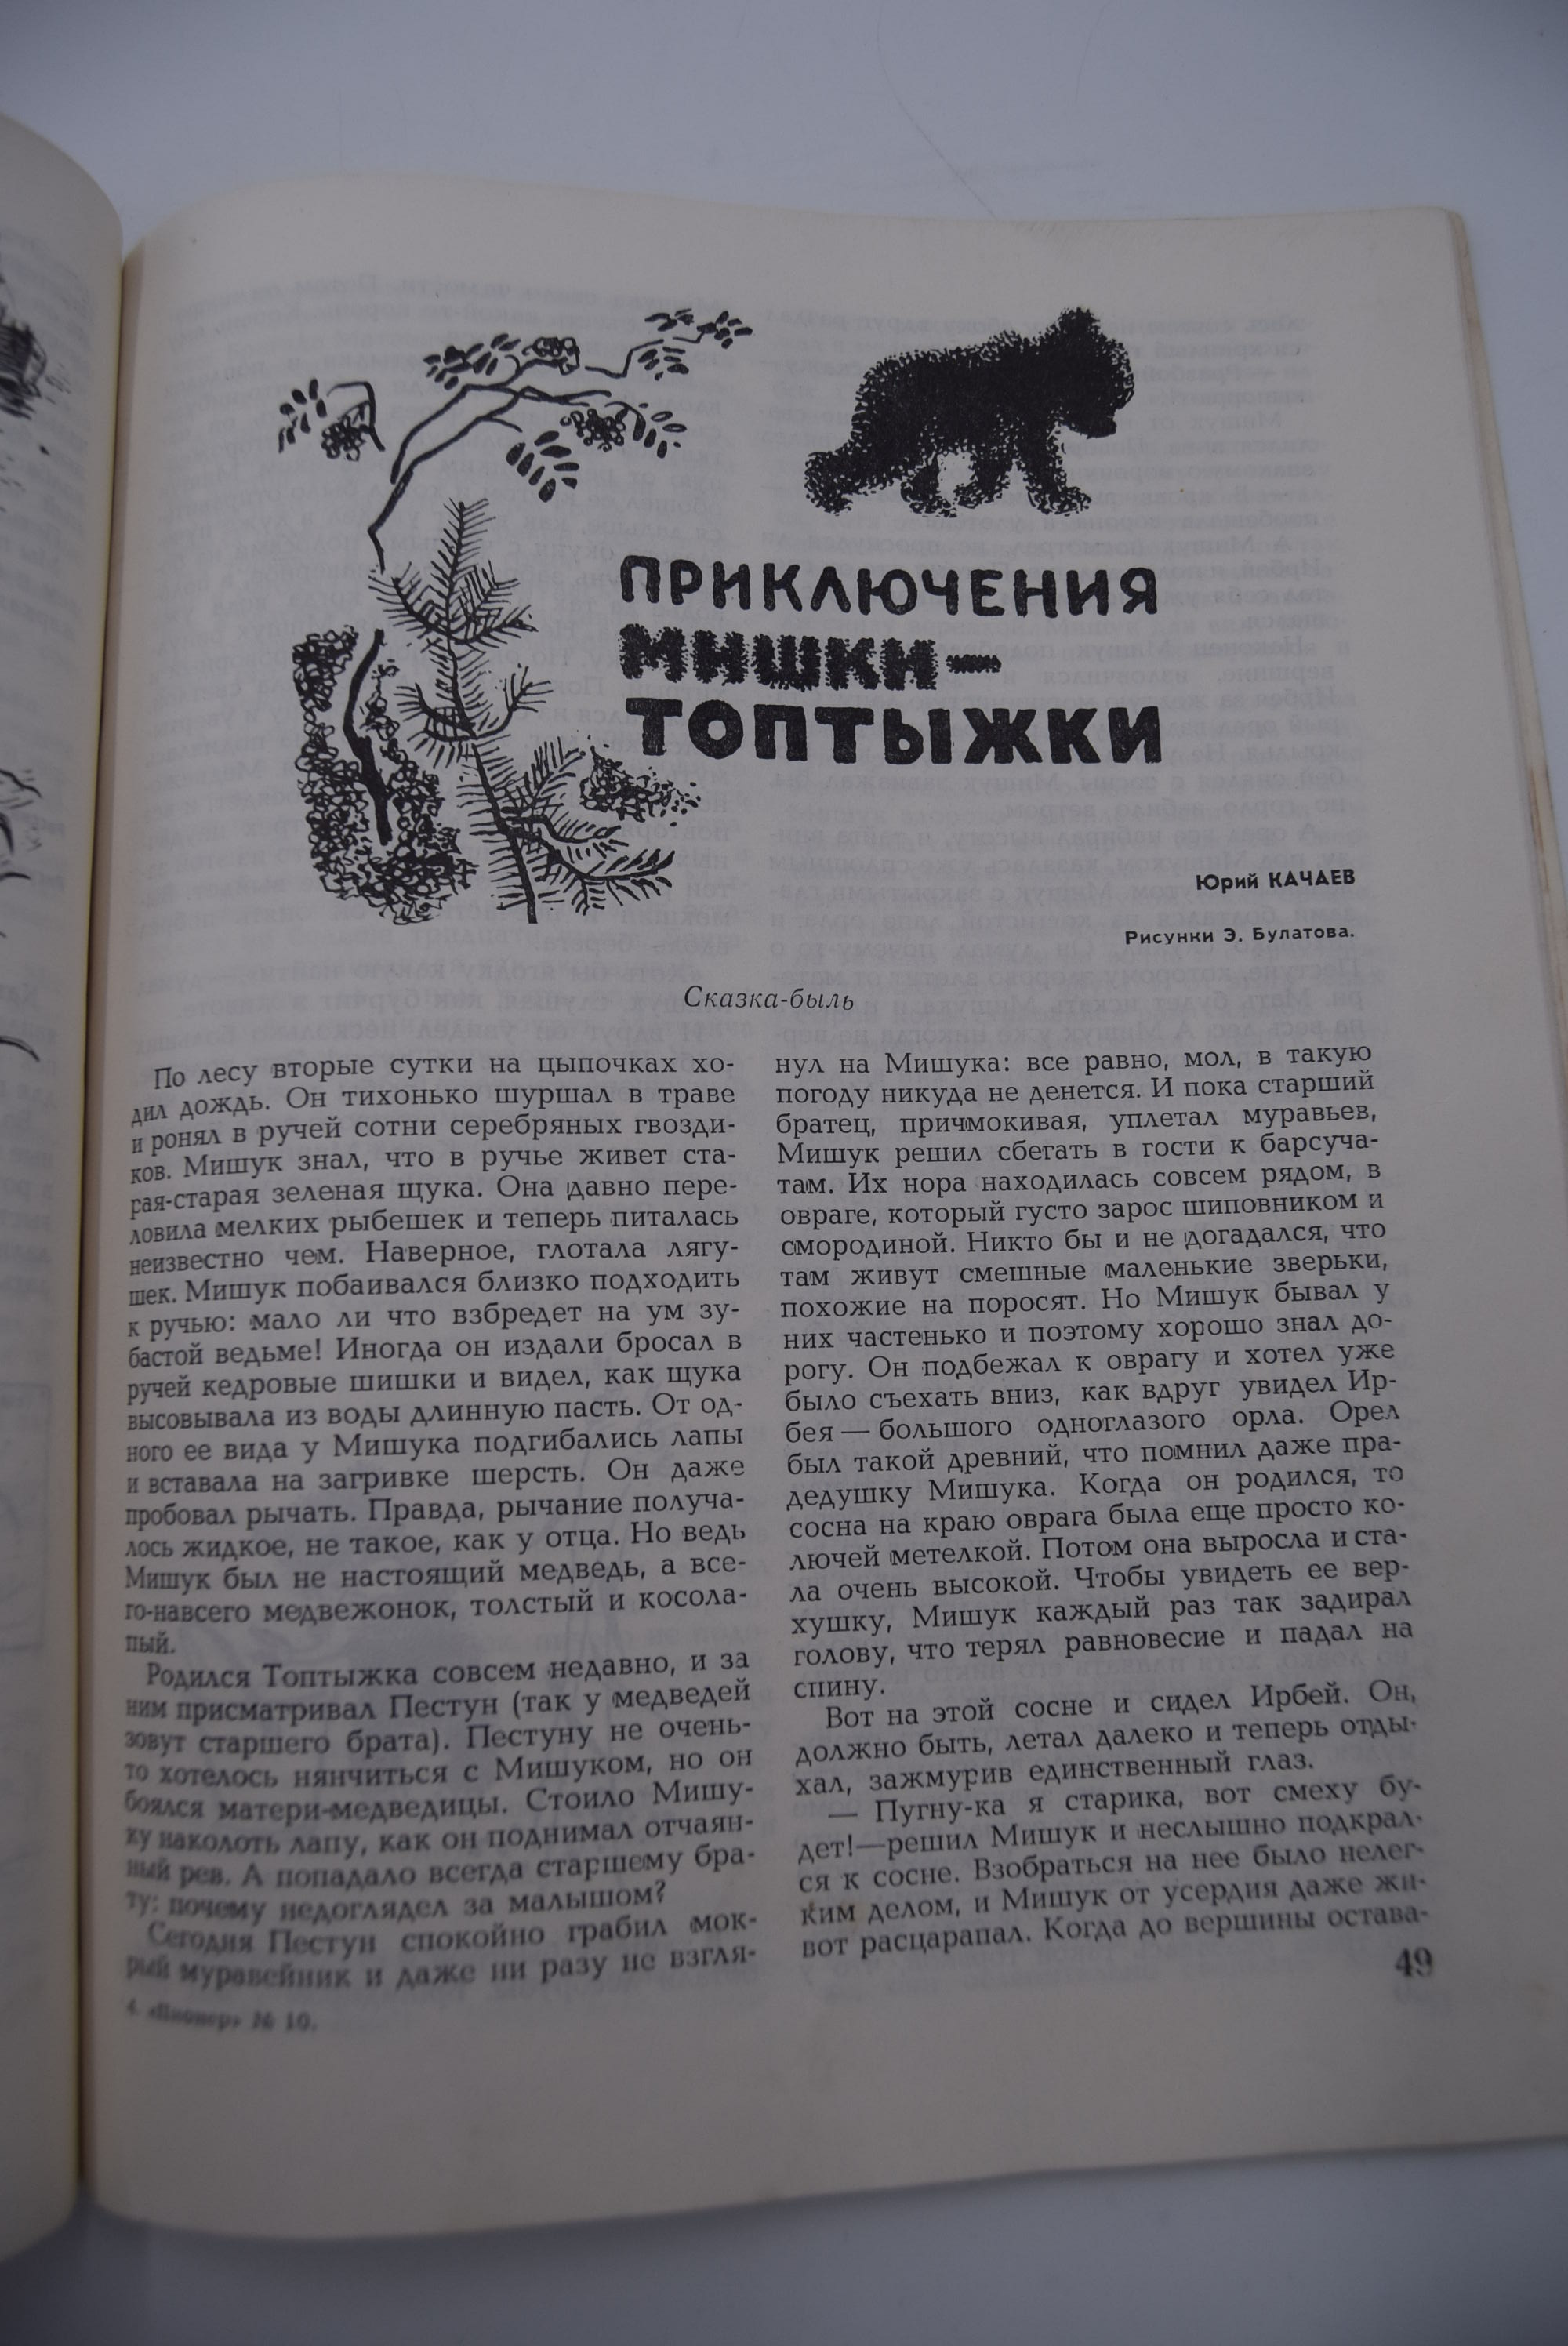 ПРИКЛЮЧЕНИЯ
МИШКИ—
ТОПТЫЖКИ
Юрий КАЧАЕВ
Рисунки Э. Булатова.
Сказка-быль
По лесу вторые сутки на цыпочках хо-
дил дождь. Он тихонько шуршал в траве
и ронял в ручей сотни серебряных гвозди-
ков. Мишук знал, что в ручье живет ста-
рая-старая зеленая щука. Она давно пере-
ловила мелких рыбешек и теперь питалась
неизвестно чем. Наверное, глотала лягу-
шек. Мишук побаивался близко подходить
к ручью: мало ли что взбредет на ум зу-
бастой ведьме! Иногда он издали бросал в
ручей кедровые шишки и видел, как щука
высовывала из воды длинную пасть. От од-
ного ее вида у Мишука подгибались лапы
и вставала на загривке шерсть. Он даже
пробовал рычать. Правда, рычание получа-
лось жидкое, не такое, как у отца. Но ведь
Мишук был не настоящий медведь, а все-
го-навсего медвежонок, толстый и косола-
пый.
Родился Топтыжка совсем недавно, и за
ним присматривал Пестун (так у медведей
зовут старшего брата). Пестуну не очень-
то хотелось нянчиться с Мишуком, но он
боялся матери-медведицы. Стоило Мишу-
ку наколоть лапу, как он поднимал отчаян-
ный рев. А попадало всегда старшему бра-
ту: почему недоглядел за малышом?
Сегодня Пестун спокойно грабил мок-
рый муравейник и даже ни разу не взгля-
4 «Пионер» № 10.
нул на Мишука: все равно, мол, в такую
погоду никуда не денется. И пока старший
братец, причмокивая, уплетал муравьев,
Мишук решил сбегать в гости к барсуча-
там. Их нора находилась совсем рядом, в
овраге, который густо зарос шиповником и
смородиной. Никто бы и не догадался, что
там живут смешные маленькие зверьки,
похожие на поросят. Но Мишук бывал у
них частенько и поэтому хорошо знал до-
рогу. Он подбежал к оврагу и хотел уже
было съехать вниз, как вдруг увидел Ир-
бея — большого одноглазого орла. Орел
был такой древний, что помнил даже пра-
дедушку Мишука. Когда он родился, то
сосна на краю оврага была еще просто ко-
лючей метелкой. Потом она выросла и ста-
ла очень высокой. Чтобы увидеть ее вер-
хушку, Мишук каждый раз так задирал
голову, что терял равновесие и падал на
спину.
Вот на этой сосне и сидел Ирбей. Он,
должно быть, летал далеко и теперь отды-
хал, зажмурив единственный глаз.
— Пугну-ка я старика, вот смеху бу-
дет!—решил Мишук и неслышно подкрал-
ся к сосне. Взобраться на нее было нелег-
ким делом, и Мишук от усердия даже жи-
вот расцарапал. Когда до вершины остава-
49